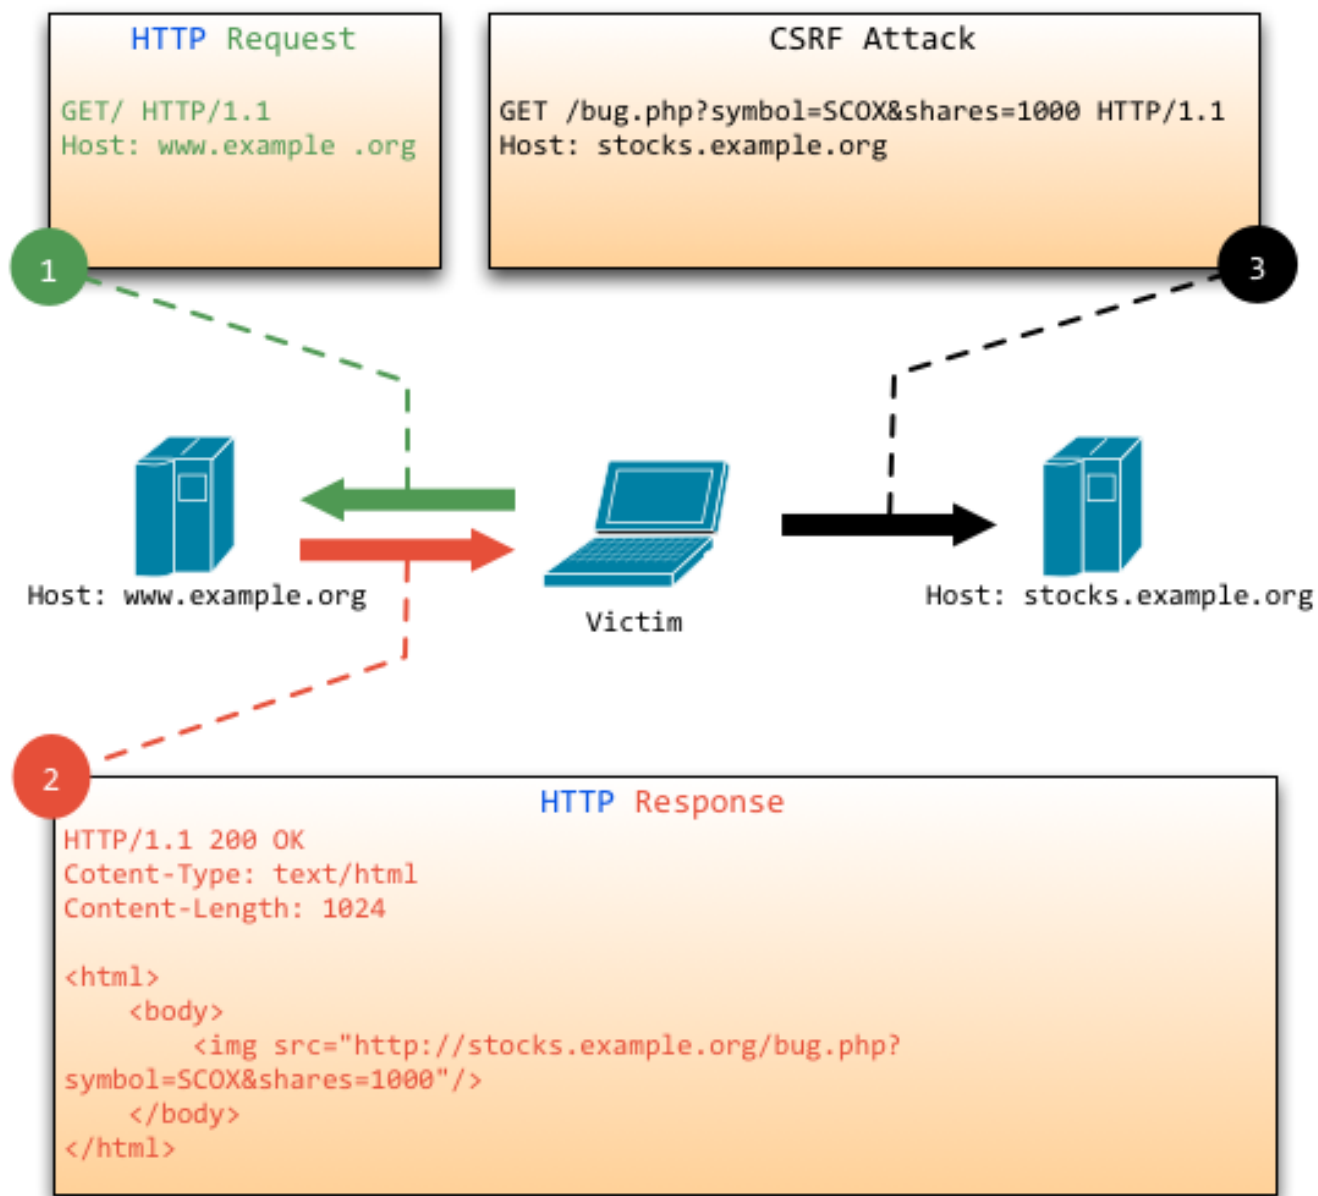 HTTP Request
GET/ HTTP/1.1
Host: www.example .org
1
CSRF Attack
GET /bug.php?symbol=SCOX&shares=1000 HTTP/1.1
Host: stocks.example.org
3
Host: www.example.org
Victim
Host: stocks.example.org
2
HTTP Response
HTTP/1.1 200 OK
Cotent-Type: text/html
Content-Length: 1024
<html>
<body>
<img src="http://stocks.example.org/bug.php?
symbol=SCOX&shares=1000"/>
</body>
</html>